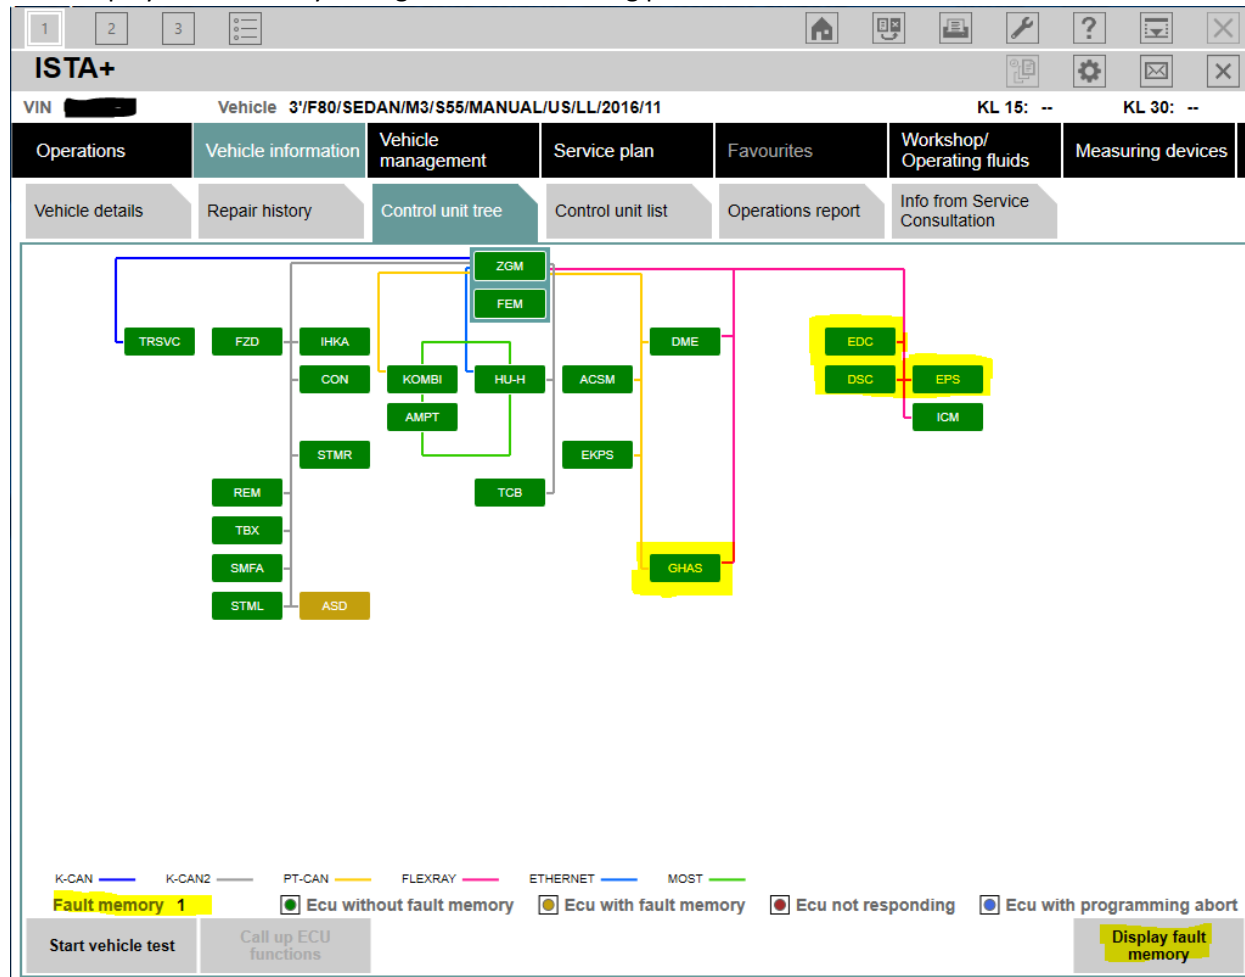 1 2 3 ?
ISTA+
VIN Vehicle 3'/F80/SEDAN/M3/S55/MANUAL/US/LL/2016/11 KL 15: -- KL 30: --
Operations Vehicle information Vehicle management Service plan Favourites Workshop/ Operating fluids Measuring devices
Vehicle details Repair history Control unit tree Control unit list Operations report Info from Service Consultation
ZGM
FEM
TRSVC FZD IHKA DME EDC
CON KOMBI HU-H ACSM DSC EPS
AMPT ICM
STMR EKPS
REM TCB
TBX
SMFA GHAS
STML ASD
K-CAN K-CAN2 PT-CAN FLEXRAY ETHERNET MOST
Fault memory 1 Ecu without fault memory Ecu with fault memory Ecu not responding Ecu with programming abort
Start vehicle test Call up ECU functions Display fault memory